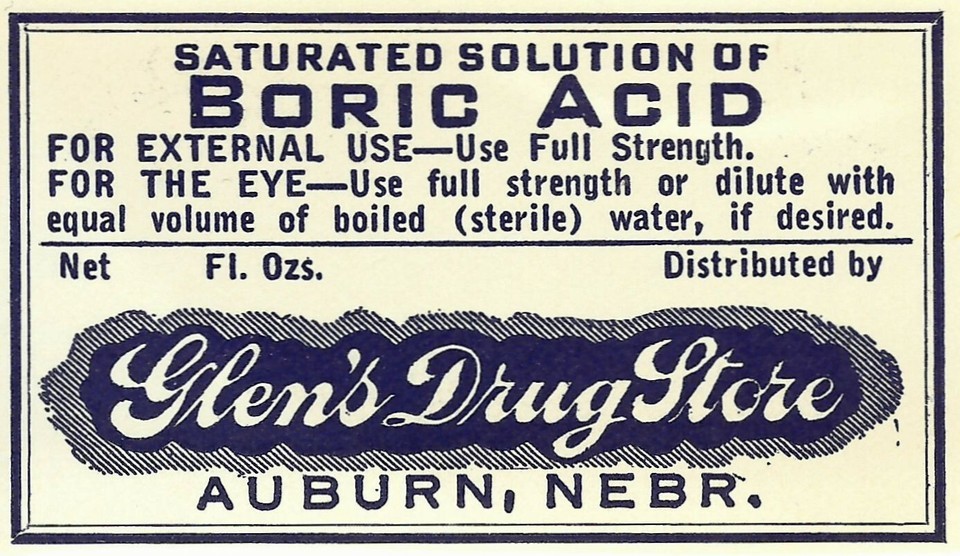 SATURATED SOLUTION OF
BORIC ACID
FOR EXTERNAL USE—Use Full Strength.
FOR THE EYE—Use full strength or dilute with
equal volume of boiled (sterile) water, if desired.
Net Fl. Ozs. Distributed by
Glen's Drug Store
AUBURN, NEBR.